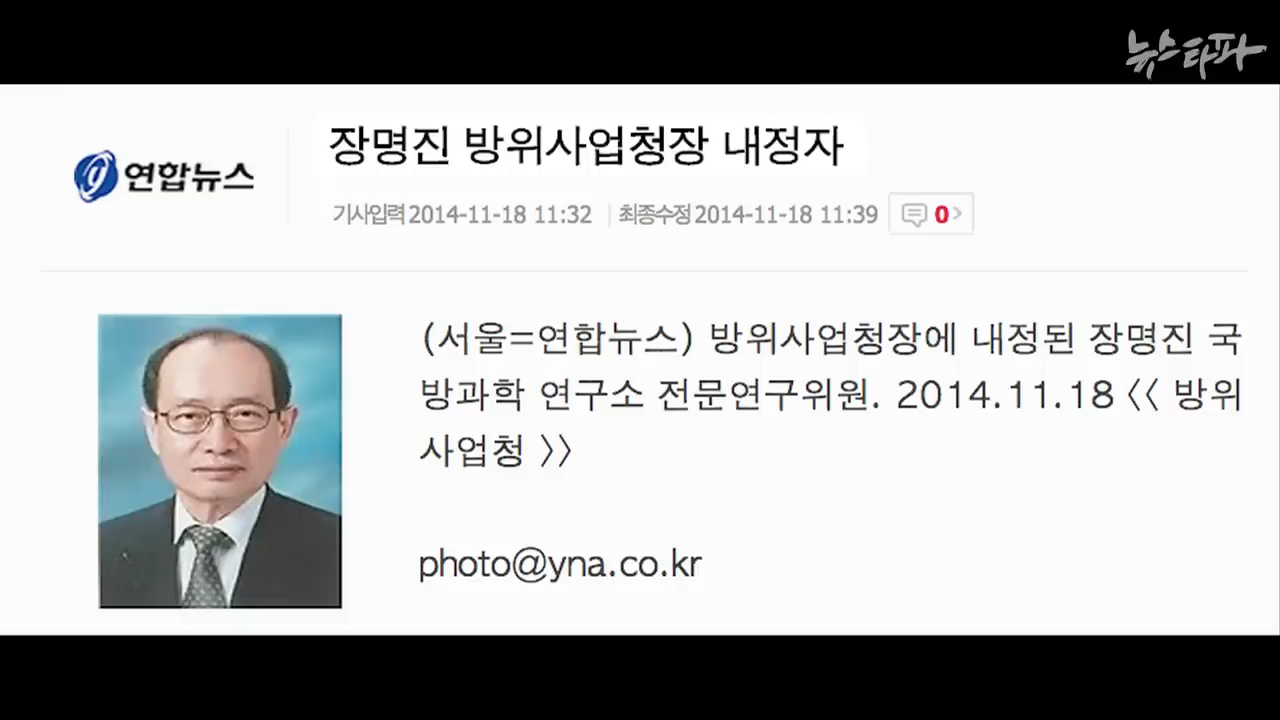 뉴스타파
연합뉴스
장명진 방위사업청장 내정자
기사입력 2014-11-18 11:32 | 최종수정 2014-11-18 11:39 0
(서울=연합뉴스) 방위사업청장에 내정된 장명진 국
방과학 연구소 전문연구위원. 2014.11.18 << 방위
사업청 >>
photo@yna.co.kr